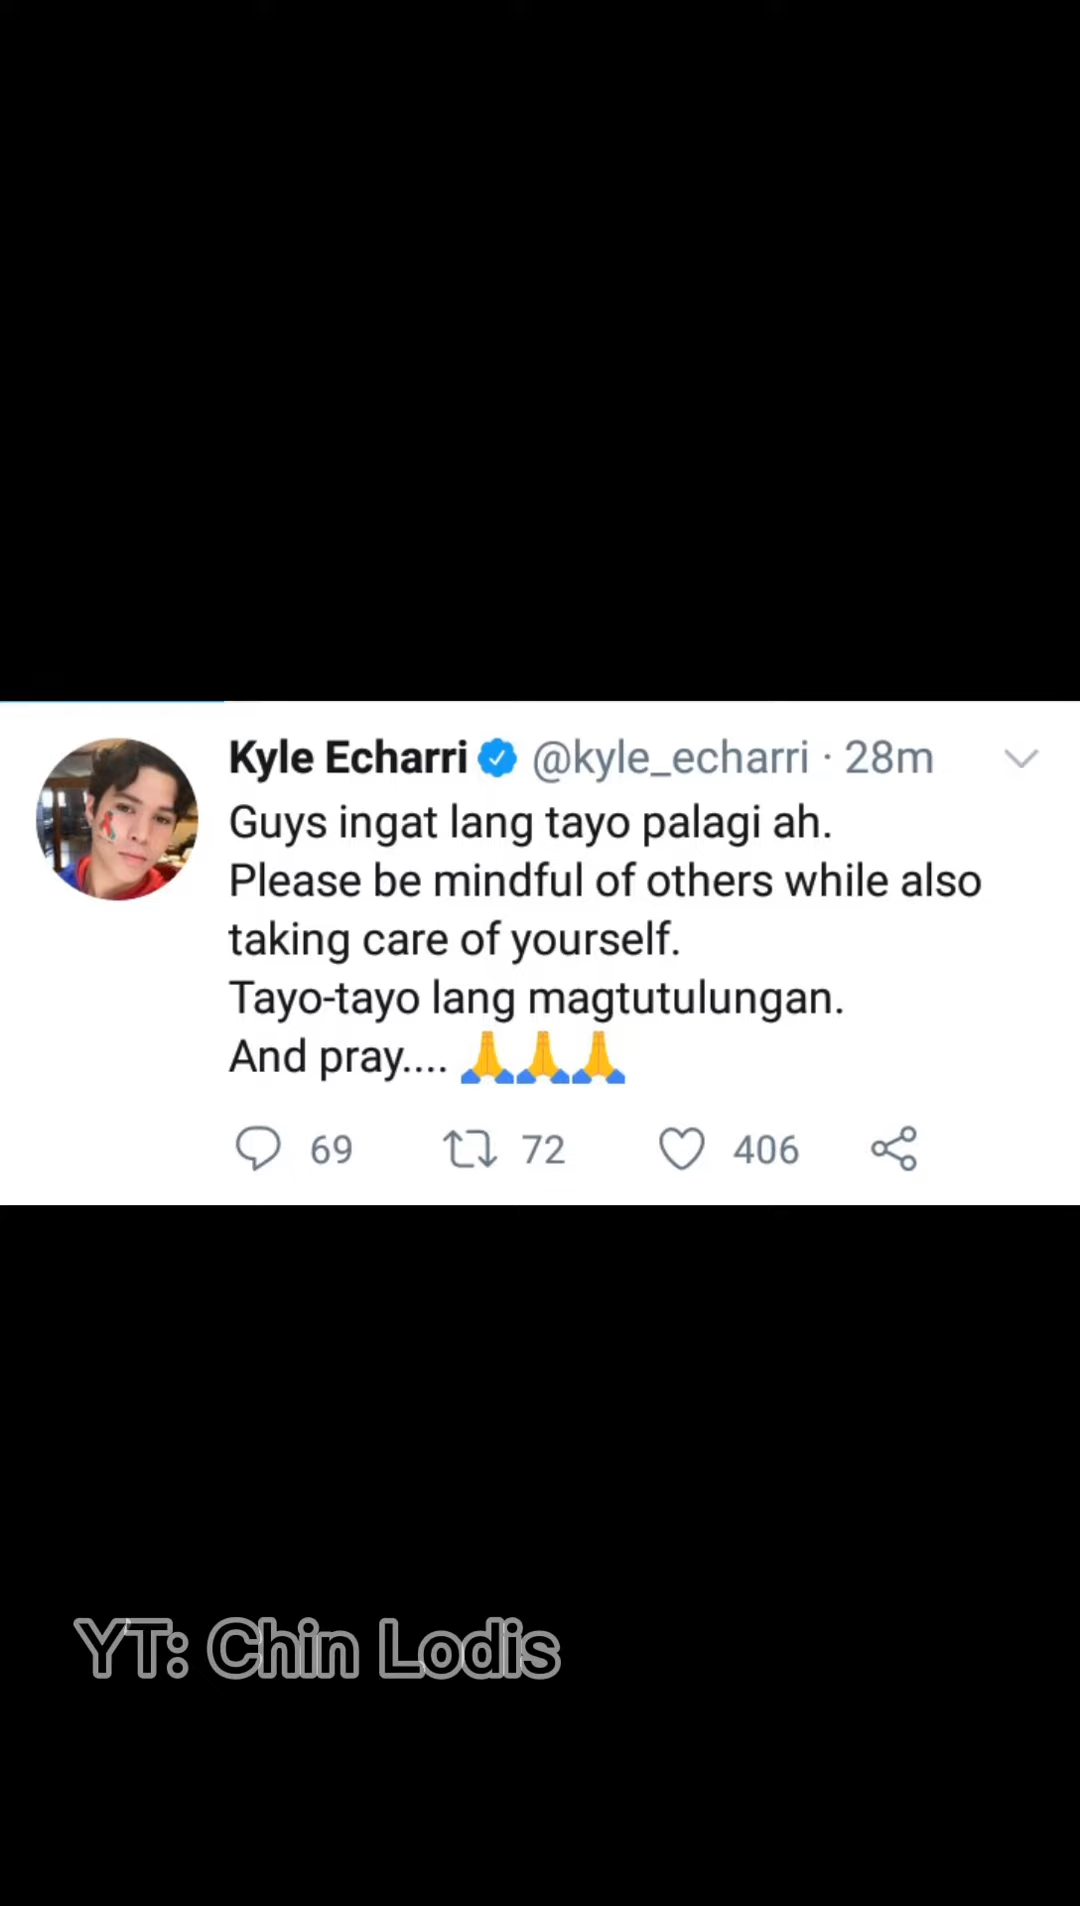 Kyle Echarri @kyle_echarri · 28m
Guys ingat lang tayo palagi ah.
Please be mindful of others while also
taking care of yourself.
Tayo-tayo lang magtutulungan.
And pray.... 🙏🙏🙏
69 72 406
YT: Chin Lodis